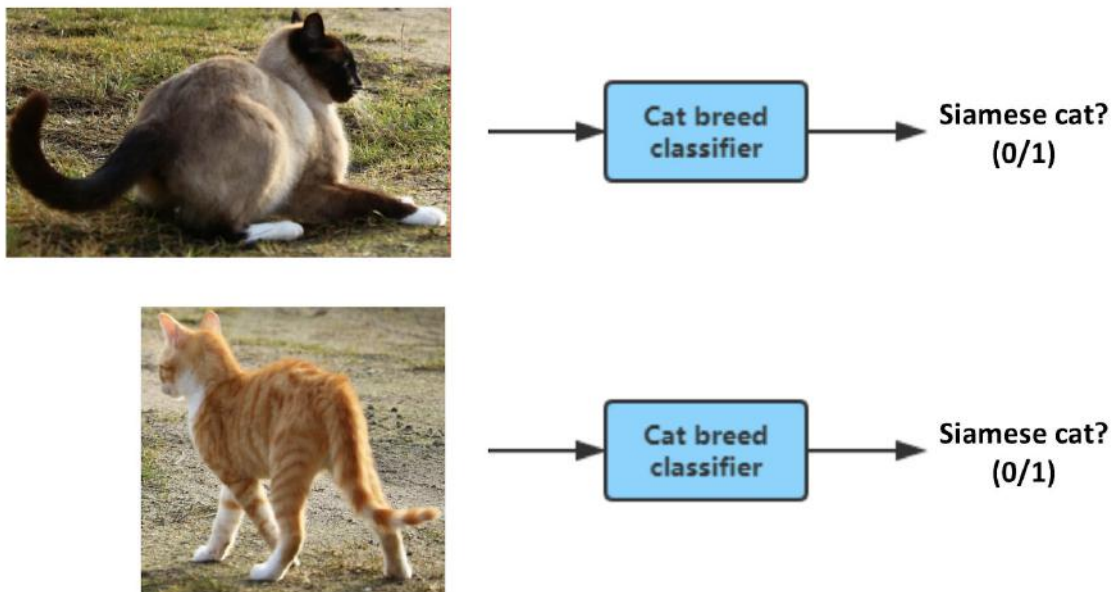 Cat breed
classifier
Siamese cat?
(0/1)
Cat breed
classifier
Siamese cat?
(0/1)